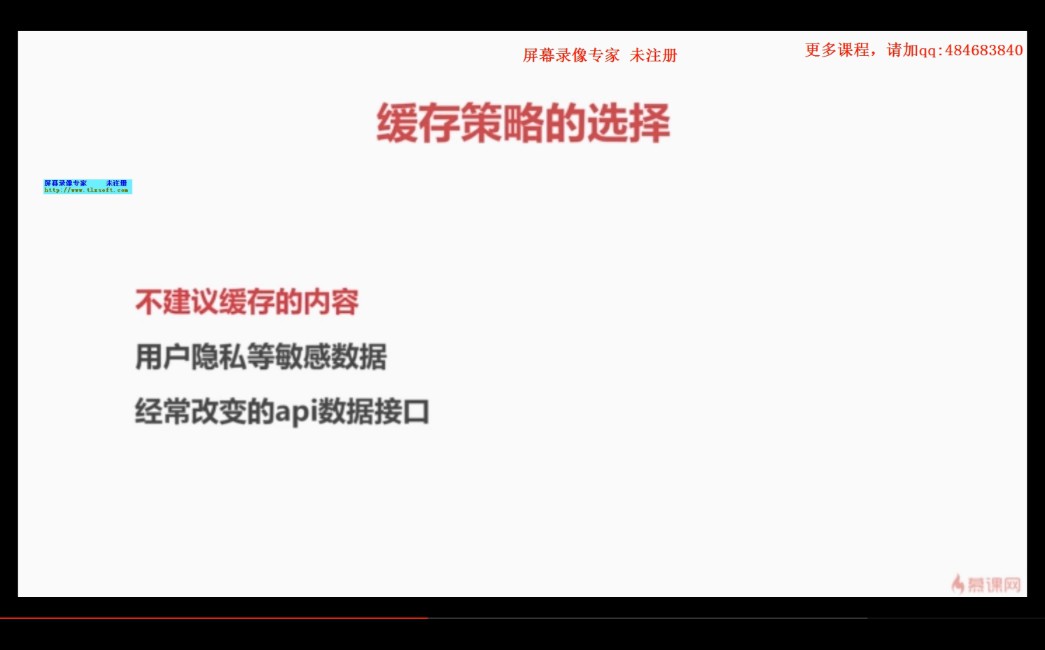 屏幕录像专家 未注册
更多课程，请加qq:484683840
缓存策略的选择
屏幕录像专家 未注册
http://www.tlxsoft.com
不建议缓存的内容
用户隐私等敏感数据
经常改变的api数据接口
慕课网